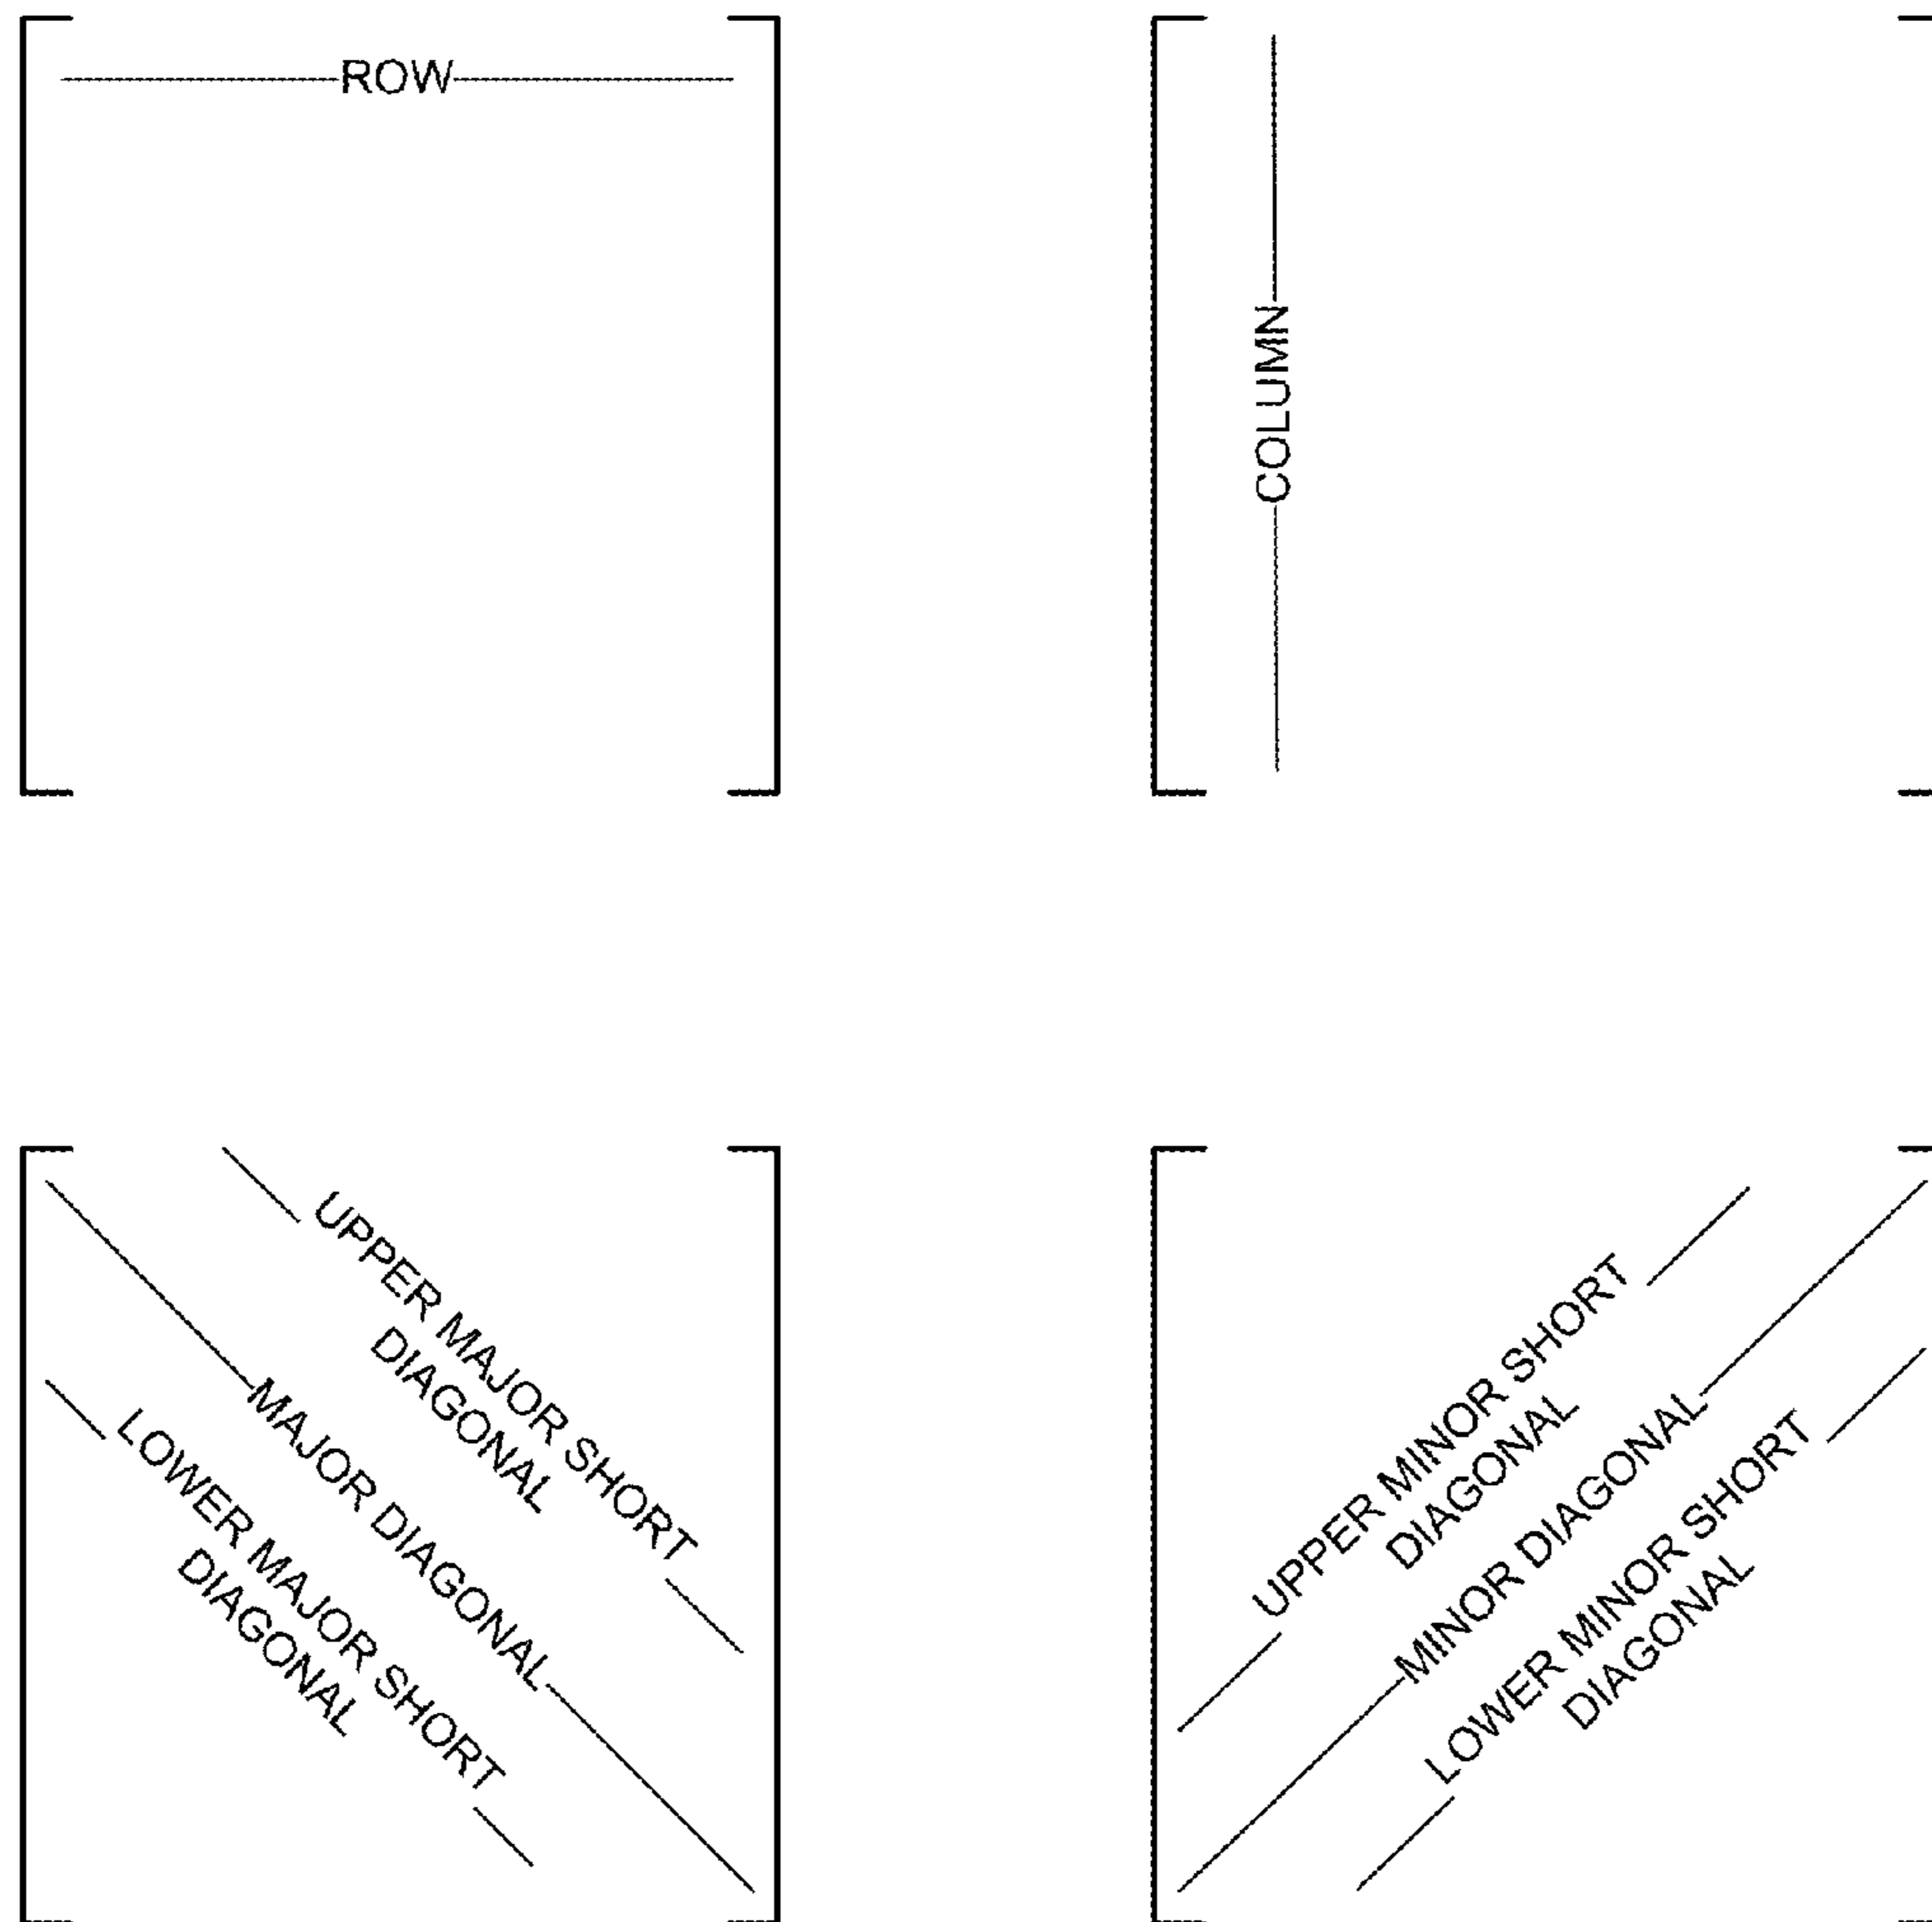 ROW
COLUMN
UPPER MAJOR SHORT
DIAGONAL
MAJOR DIAGONAL
LOWER MAJOR SHORT
DIAGONAL
UPPER MINOR SHORT
DIAGONAL
MINOR DIAGONAL
LOWER MINOR SHORT
DIAGONAL